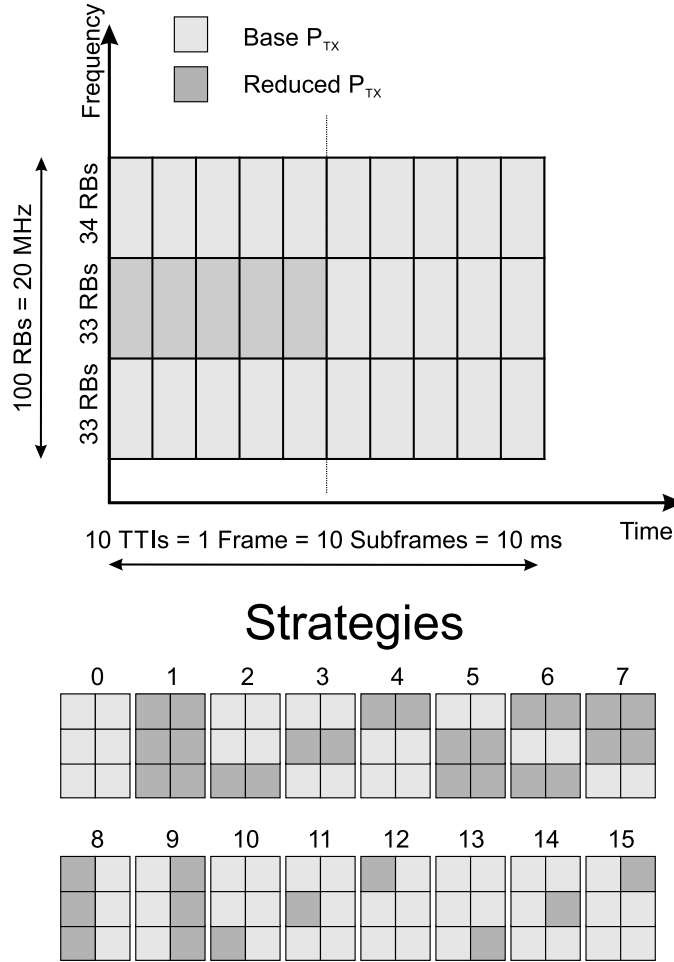 Base P_TX
Reduced P_TX
Frequency
34 RBs
33 RBs
33 RBs
100 RBs = 20 MHz
Time
10 TTIs = 1 Frame = 10 Subframes = 10 ms
Strategies
0 1 2 3 4 5 6 7
8 9 10 11 12 13 14 15